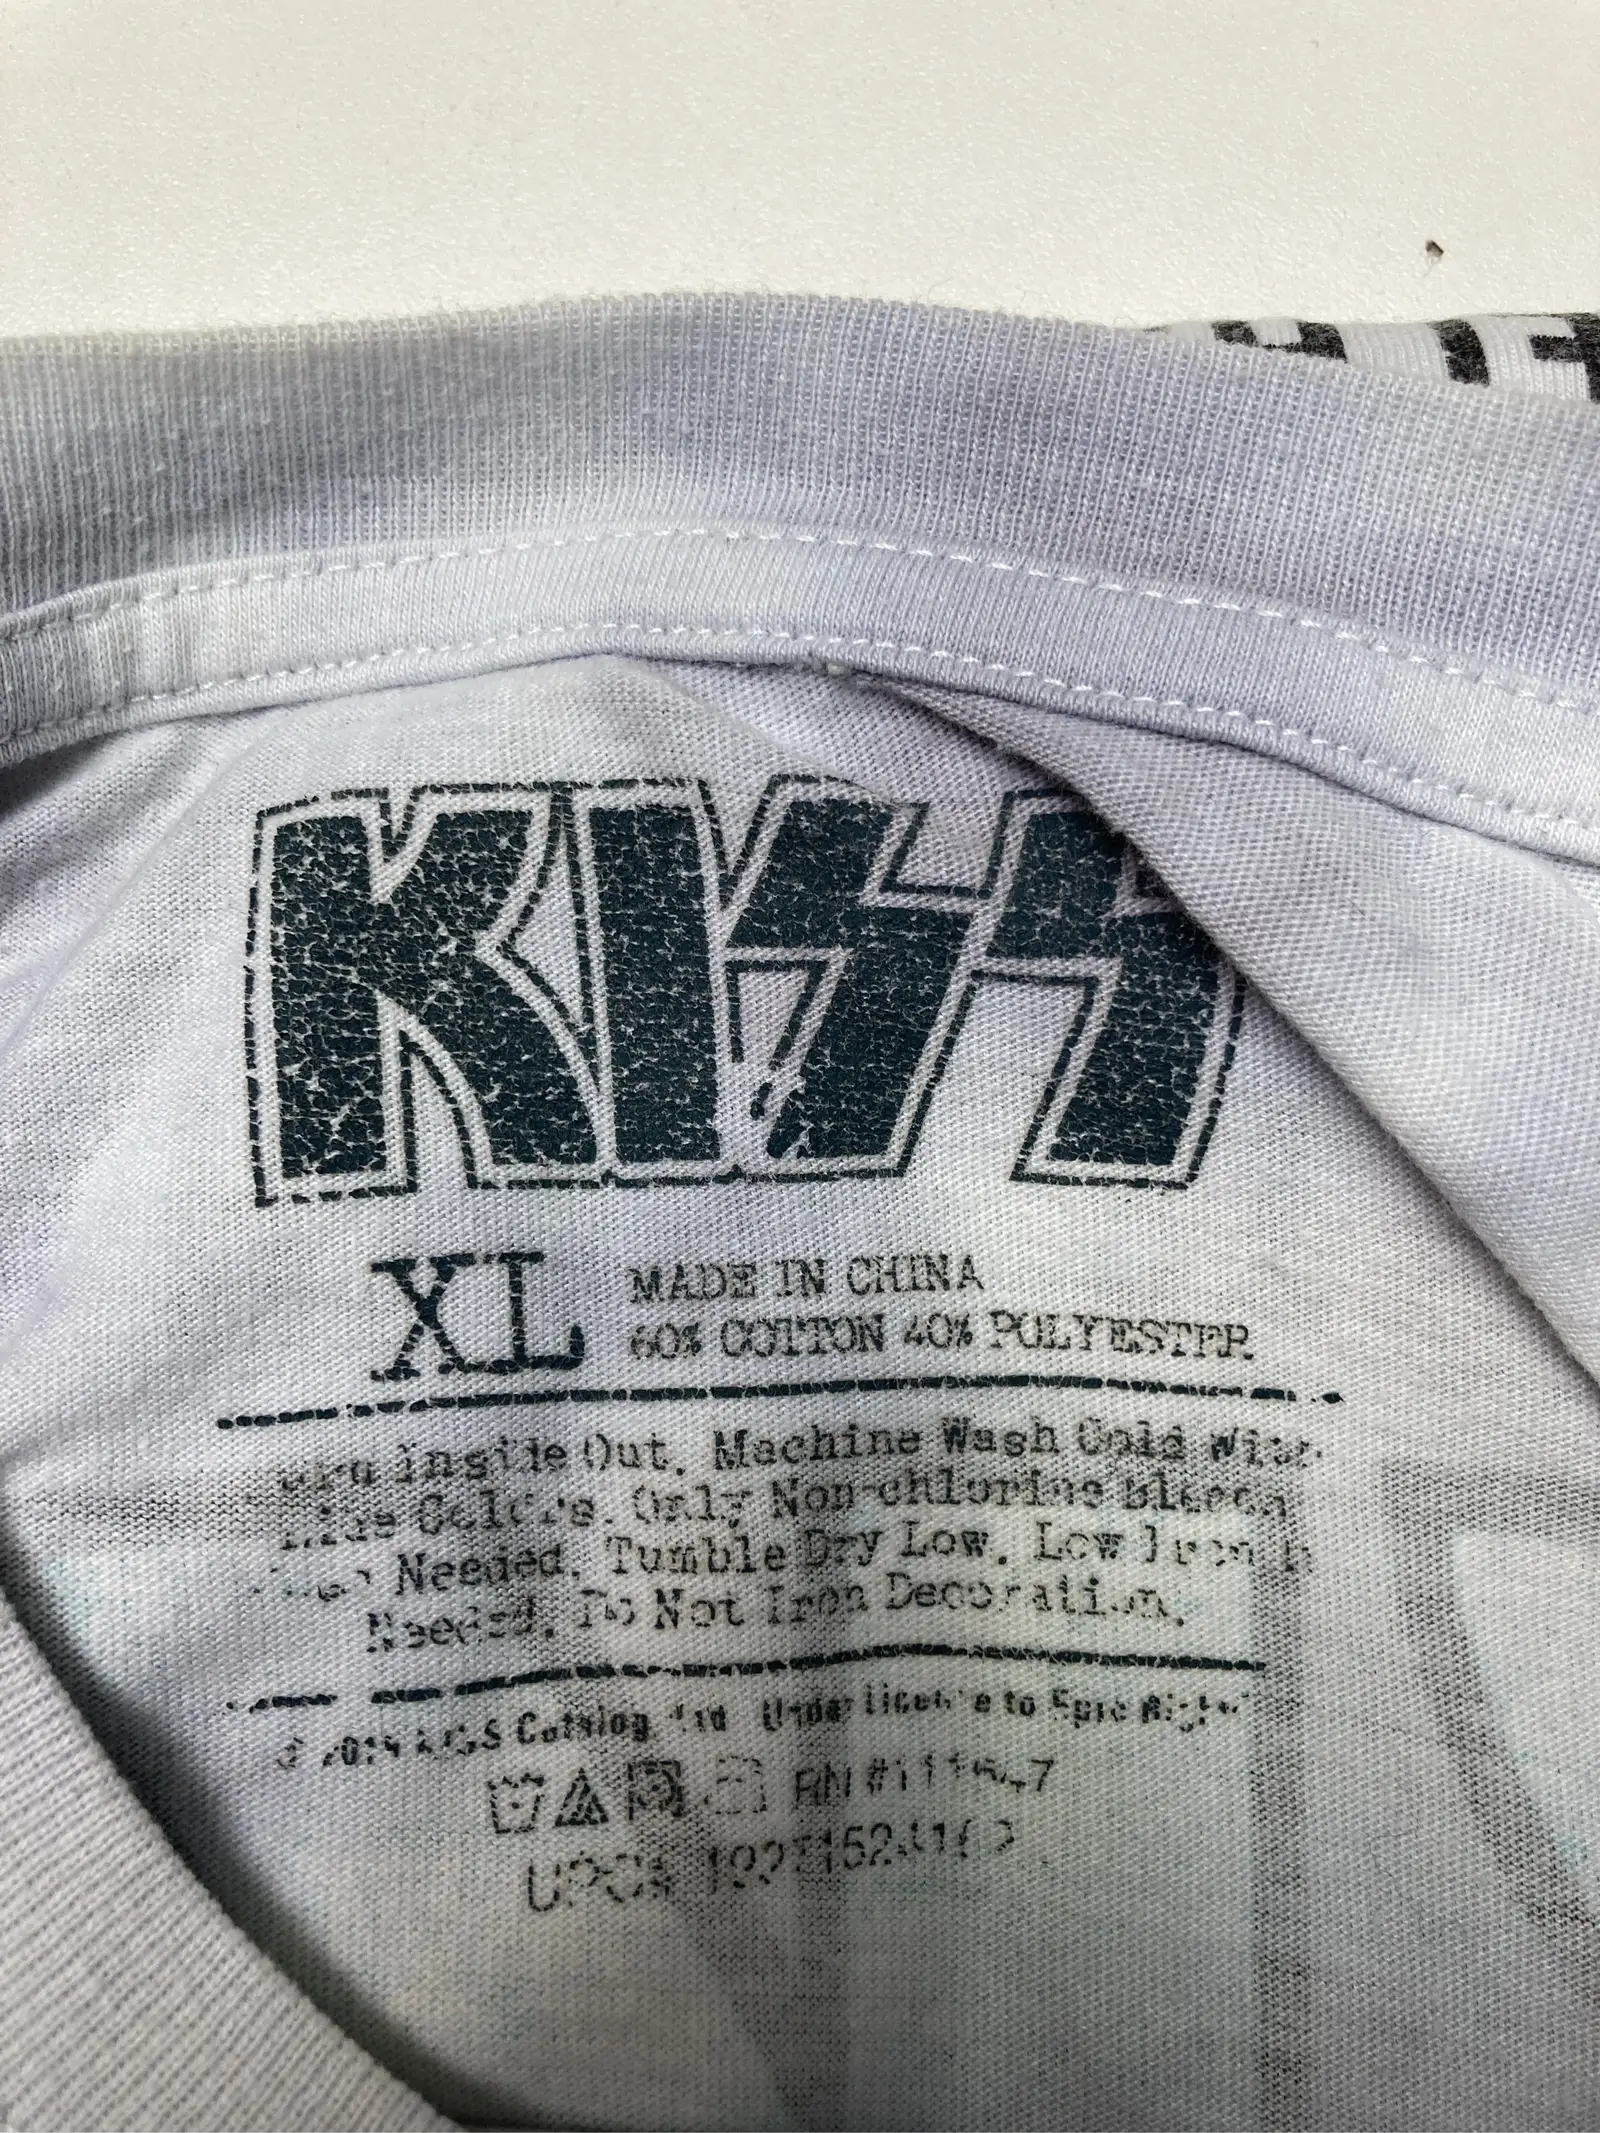 KISS
XL
MADE IN CHINA
60% COTTON 40% POLYESTER
Inside Out. Machine Wash Cold With
Colors. Only Non-chlorine Bleach
When Needed. Tumble Dry Low. Low Iron If
Needed. Do Not Iron Decoration.
© KISS Catalog Ltd Under license to Epic Rights
RN
UPC#